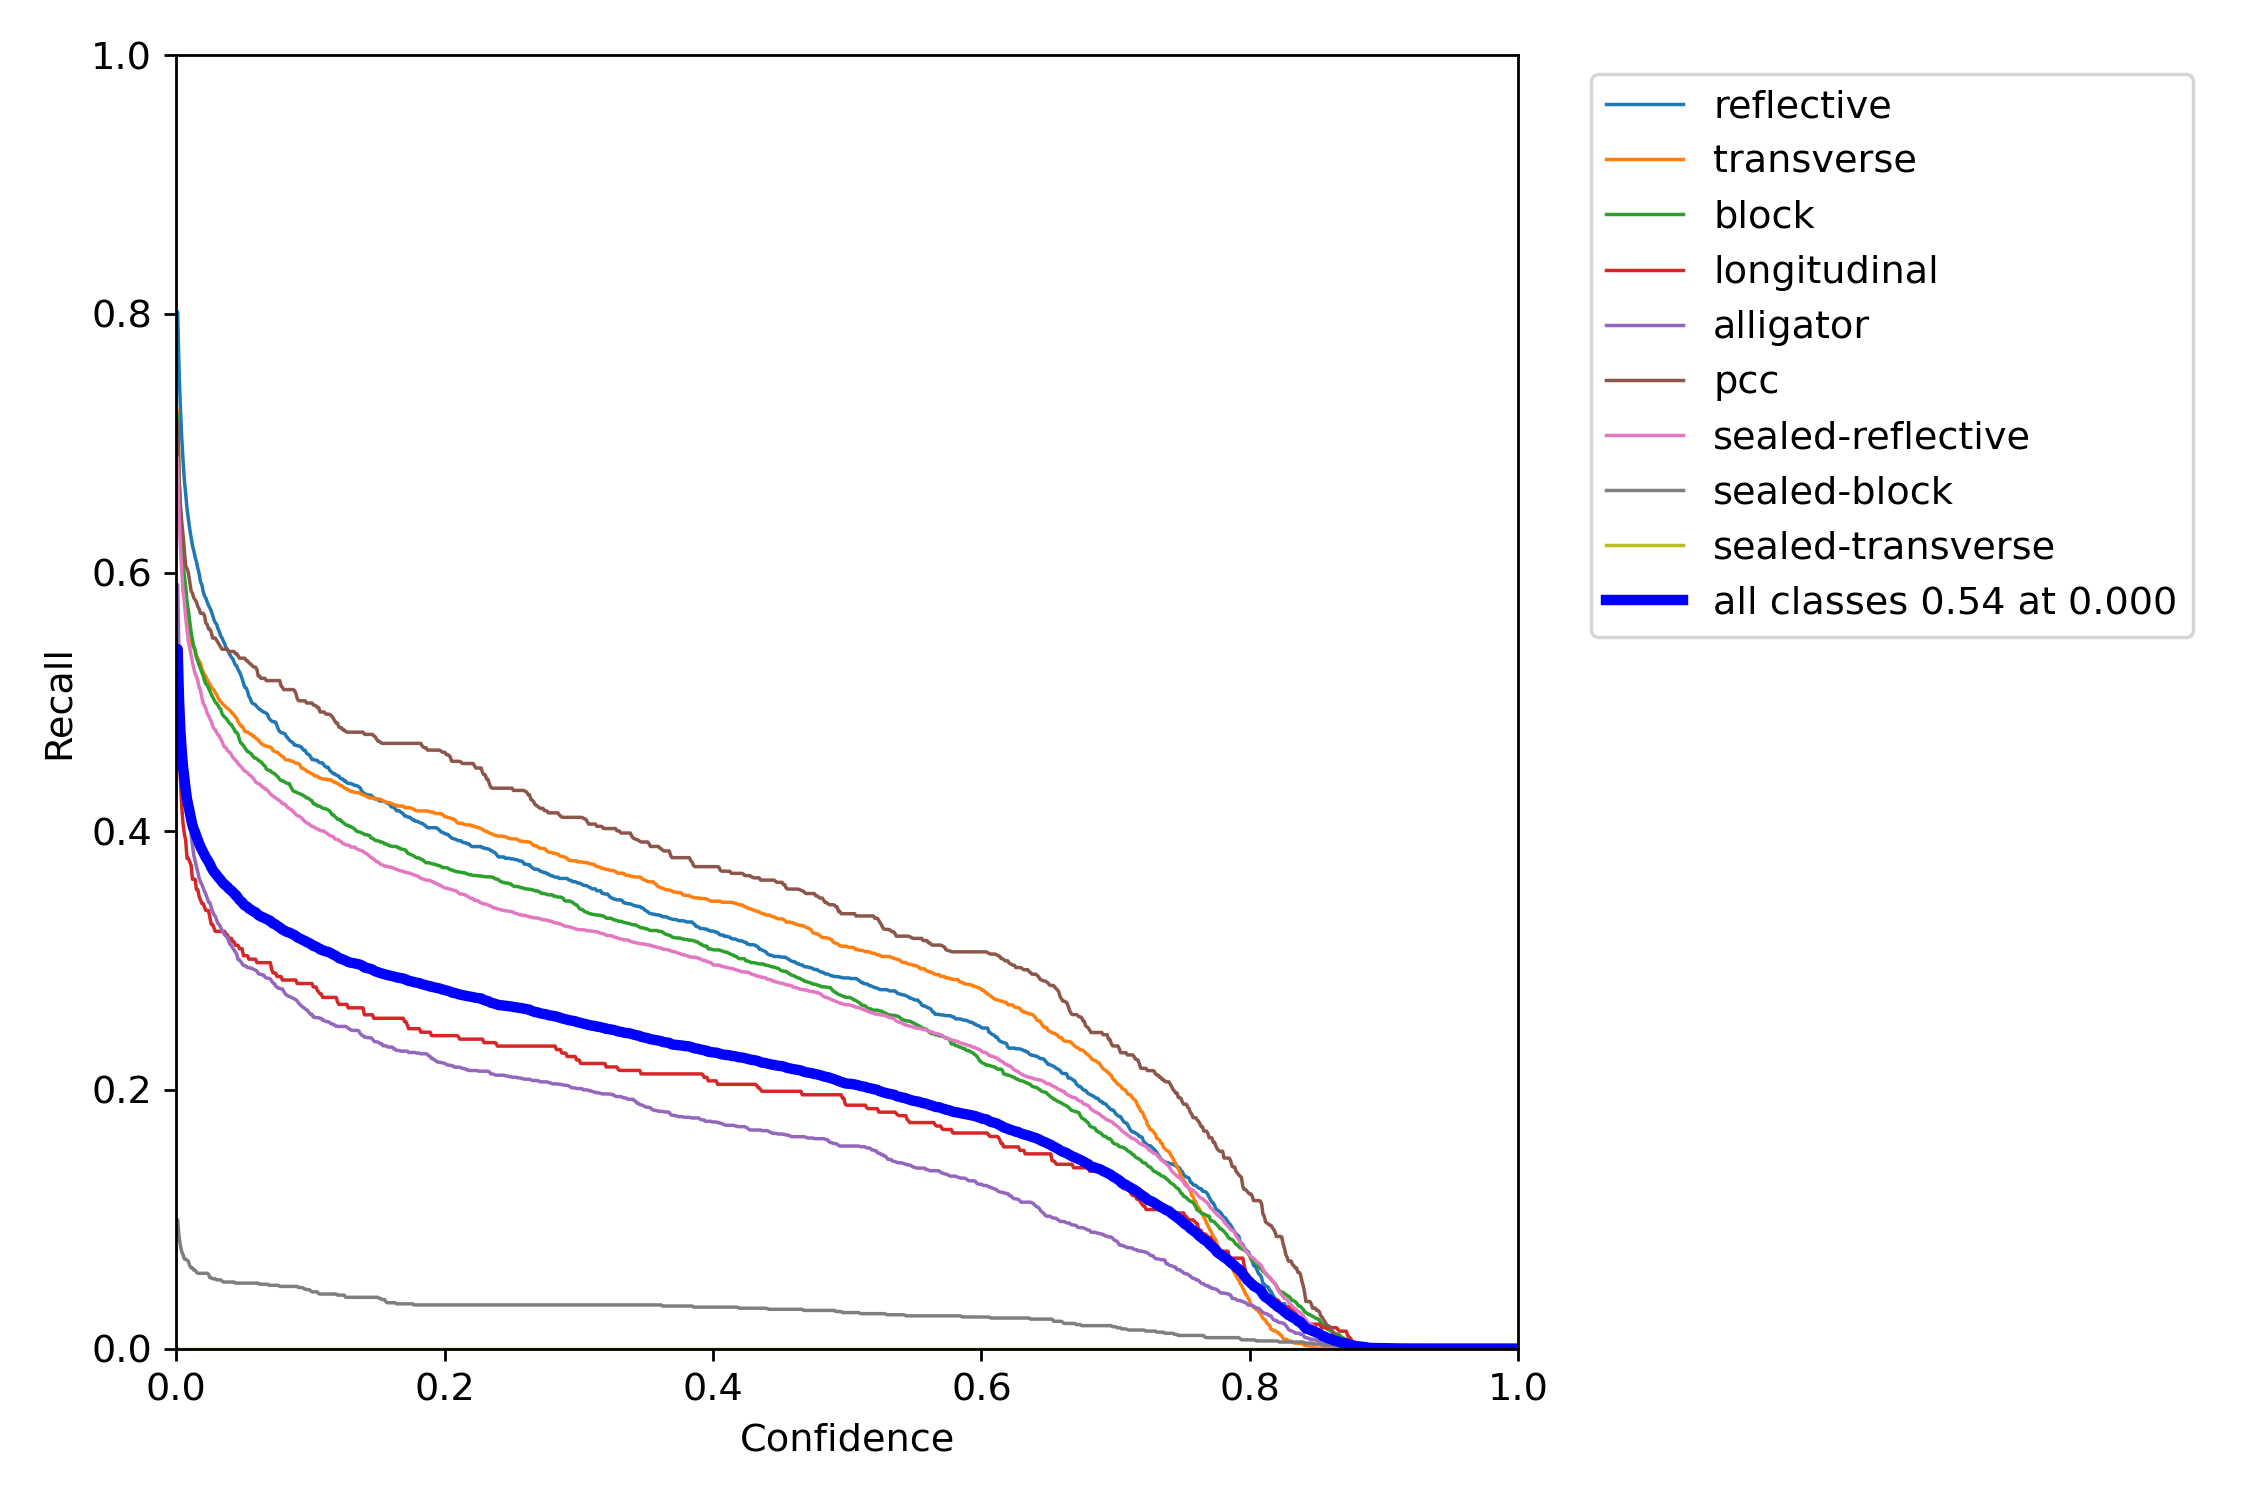 1.0
0.8
0.6
0.4
0.2
0.0
Recall
0.0 0.2 0.4 0.6 0.8 1.0
Confidence
reflective
transverse
block
longitudinal
alligator
pcc
sealed-reflective
sealed-block
sealed-transverse
all classes 0.54 at 0.000